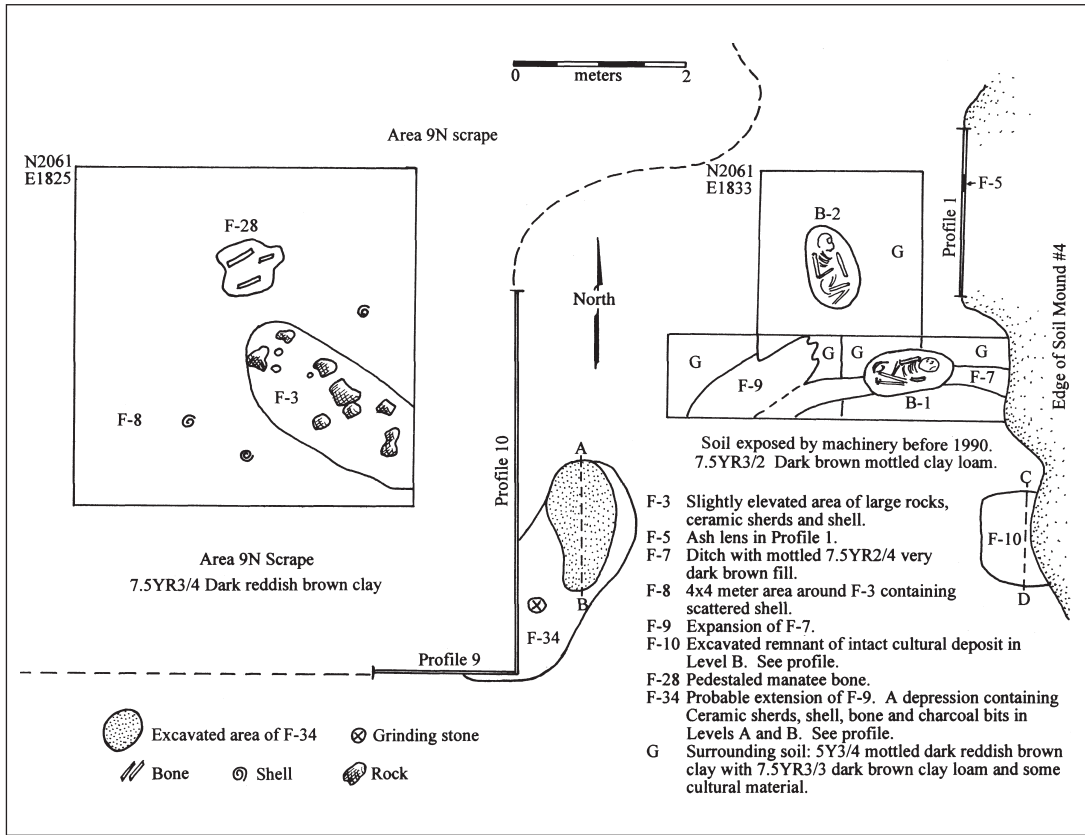 0 meters 2
Area 9N scrape
N2061
E1825
N2061
E1833
F-5
Profile 1
B-2
F-28
G
North
Edge of Soil Mound #4
G
G
G
G
F-9
F-7
B-1
F-3
F-8
Profile 10
Soil exposed by machinery before 1990.
7.5YR3/2 Dark brown mottled clay loam.
A
B
C
F-10
D
Area 9N Scrape
7.5YR3/4 Dark reddish brown clay
F-34
Profile 9
F-3 Slightly elevated area of large rocks,
ceramic sherds and shell.
F-5 Ash lens in Profile 1.
F-7 Ditch with mottled 7.5YR2/4 very
dark brown fill.
F-8 4x4 meter area around F-3 containing
scattered shell.
F-9 Expansion of F-7.
F-10 Excavated remnant of intact cultural deposit in
Level B. See profile.
F-28 Pedestaled manatee bone.
F-34 Probable extension of F-9. A depression containing
Ceramic sherds, shell, bone and charcoal bits in
Levels A and B. See profile.
G Surrounding soil: 5Y3/4 mottled dark reddish brown
clay with 7.5YR3/3 dark brown clay loam and some
cultural material.
Excavated area of F-34
Grinding stone
Bone
Shell
Rock